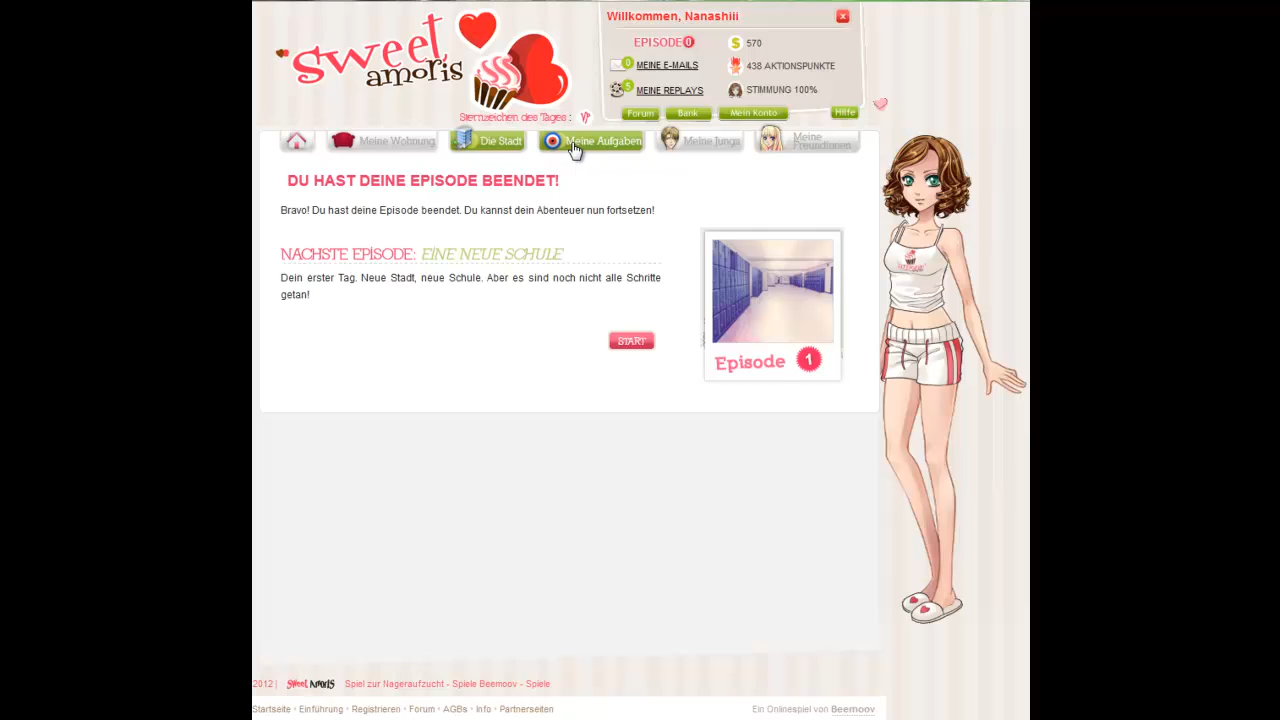 Sweet
amoris
Sternzeichen des Tages :
Willkommen, Nanashiii
x
EPISODE 0
570
0 MEINE E-MAILS
438 AKTIONSPUNKTE
5 MEINE REPLAYS
STIMMUNG 100%
Forum
Bank
Mein Konto
Hilfe
Meine Wohnung
Die Stadt
Meine Aufgaben
Meine Jungs
Meine
Freundinnen
DU HAST DEINE EPISODE BEENDET!
Bravo! Du hast deine Episode beendet. Du kannst dein Abenteuer nun fortsetzen!
NACHSTE EPISODE: EINE NEUE SCHULE
Dein erster Tag. Neue Stadt, neue Schule. Aber es sind noch nicht alle Schritte
getan!
START
Episode 1
2012 | Sweet Amoris Spiel zur Nageraufzucht - Spiele Beemoov - Spiele
Startseite • Einführung • Registrieren • Forum • AGBs • Info • Partnerseiten
Ein Onlinespiel von Beemoov